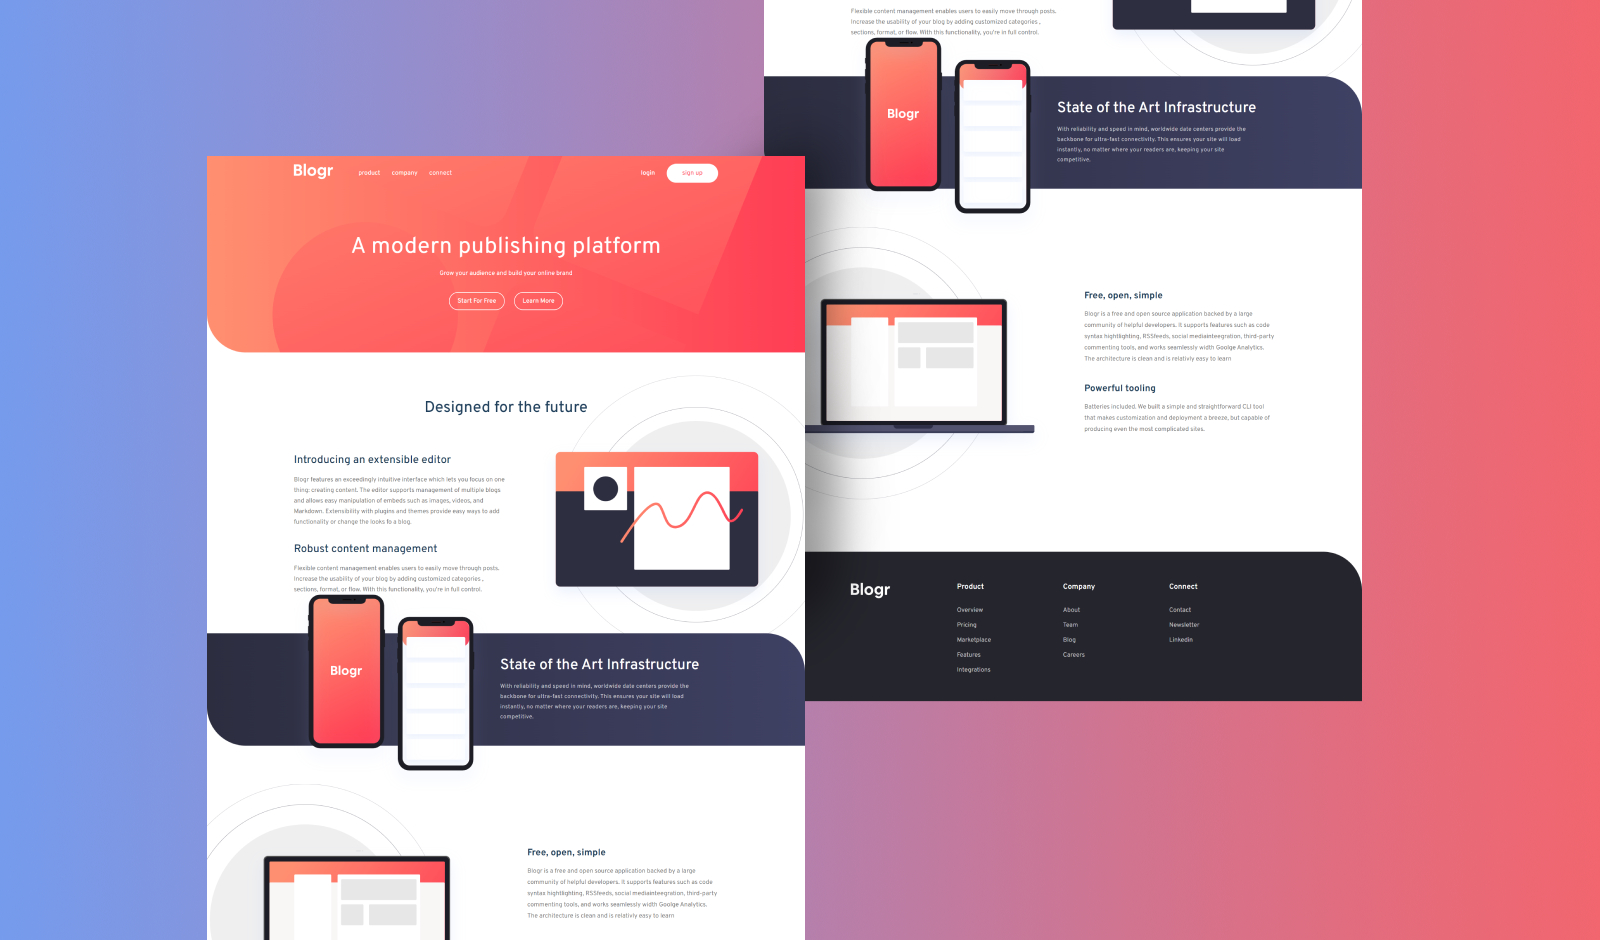 Blogr
product company connect
login
sign up
A modern publishing platform
Grow your audience and build your online brand
Start For Free
Learn More
Designed for the future
Introducing an extensible editor
Blogr features an exceedingly intuitive interface which lets you focus on one
thing: creating content. The editor supports management of multiple blogs
and allows easy manipulation of embeds such as images, videos, and
Markdown. Extensibility with plugins and themes provide easy ways to add
functionality or change the looks fo a blog.
Robust content management
Flexible content management enables users to easily move through posts.
Increase the usability of your blog by adding customized categories ,
sections, format, or flow. With this functionality, you're in full control.
Blogr
State of the Art Infrastructure
With reliability and speed in mind, worldwide date centers provide the
backbone for ultra-fast connectivity. This ensures your site will load
instantly, no matter where your readers are, keeping your site
competitive.
Free, open, simple
Blogr is a free and open source application backed by a large
community of helpful developers. It supports features such as code
syntax hightlighting, RSSfeeds, social mediainteegration, third-party
commenting tools, and works seamlessly width Goolge Analytics.
The architecture is clean and is relativly easy to learn
Flexible content management enables users to easily move through posts.
Increase the usability of your blog by adding customized categories ,
sections, format, or flow. With this functionality, you're in full control.
Blogr
State of the Art Infrastructure
With reliability and speed in mind, worldwide date centers provide the
backbone for ultra-fast connectivity. This ensures your site will load
instantly, no matter where your readers are, keeping your site
competitive.
Free, open, simple
Blogr is a free and open source application backed by a large
community of helpful developers. It supports features such as code
syntax hightlighting, RSSfeeds, social mediainteegration, third-party
commenting tools, and works seamlessly width Goolge Analytics.
The architecture is clean and is relativly easy to learn
Powerful tooling
Batteries included. We built a simple and straightforward CLI tool
that makes customization and deployment a breeze, but capable of
producing even the most complicated sites.
Blogr
Product
Overview
Pricing
Marketplace
Features
Integrations
Company
About
Team
Blog
Careers
Connect
Contact
Newsletter
LinkedIn